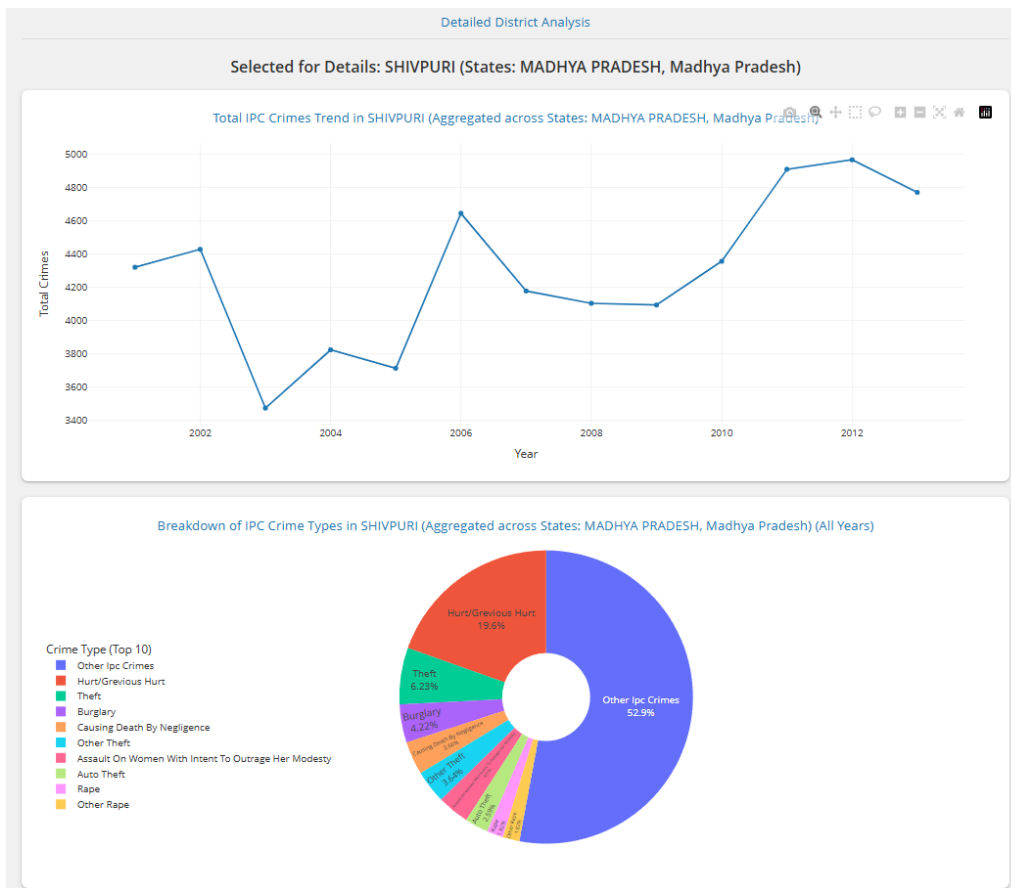 Detailed District Analysis
Selected for Details: SHIVPURI (States: MADHYA PRADESH, Madhya Pradesh)
Total IPC Crimes Trend in SHIVPURI (Aggregated across States: MADHYA PRADESH, Madhya Pradesh)
5000
4800
4600
4400
4200
4000
3800
3600
3400
Total Crimes
2002
2004
2006
2008
2010
2012
Year
Breakdown of IPC Crime Types in SHIVPURI (Aggregated across States: MADHYA PRADESH, Madhya Pradesh) (All Years)
Crime Type (Top 10)
Other Ipc Crimes
Hurt/Grevious Hurt
Theft
Burglary
Causing Death By Negligence
Other Theft
Assault On Women With Intent To Outrage Her Modesty
Auto Theft
Rape
Other Rape
Hurt/Grevious Hurt
19.6%
Theft
6.23%
Burglary
4.22%
Causing Death By Negligence
Other Theft
3.64%
Auto Theft
2.59%
Rape
Other Rape
Other Ipc Crimes
52.9%